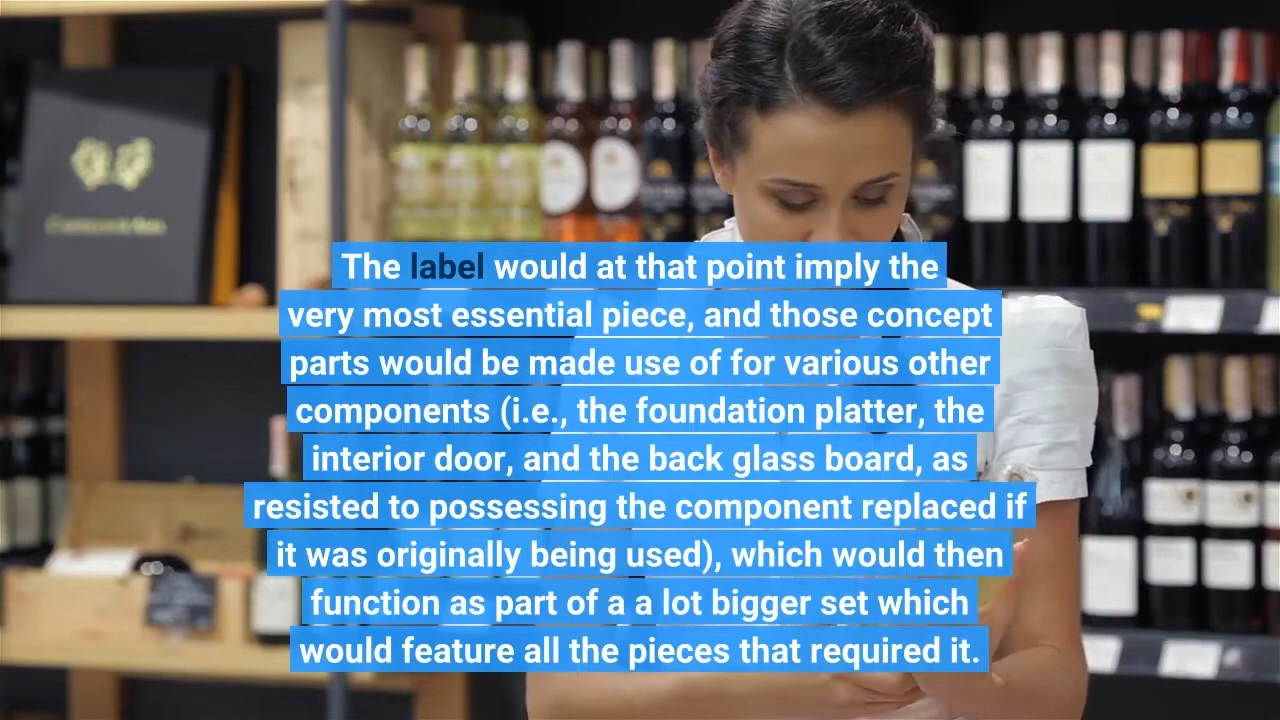 The label would at that point imply the
very most essential piece, and those concept
parts would be made use of for various other
components (i.e., the foundation platter, the
interior door, and the back glass board, as
resisted to possessing the component replaced if
it was originally being used), which would then
function as part of a a lot bigger set which
would feature all the pieces that required it.